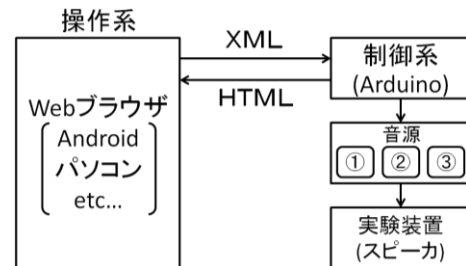 操作系
Webブラウザ
Android
パソコン
etc…
XML
HTML
制御系
(Arduino)
音源
① ② ③
実験装置
(スピーカ)